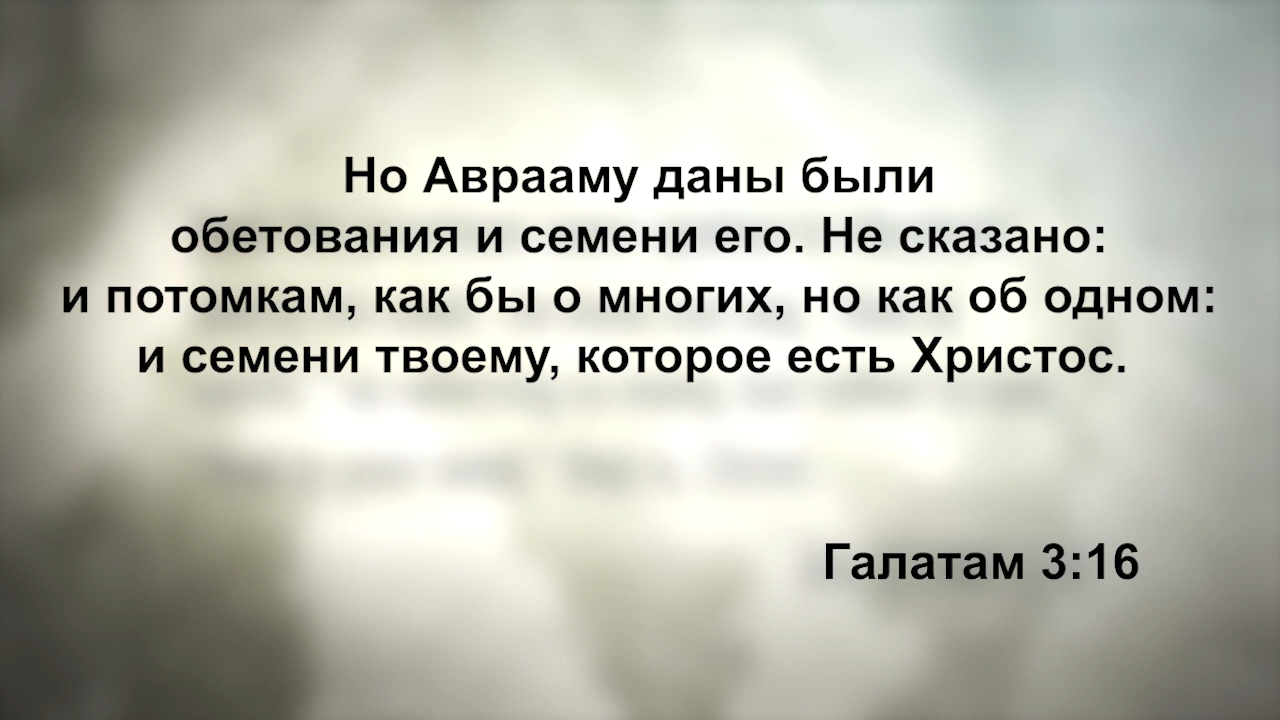 Но Аврааму даны были
обетования и семени его. Не сказано:
и потомкам, как бы о многих, но как об одном:
и семени твоему, которое есть Христос.
Галатам 3:16